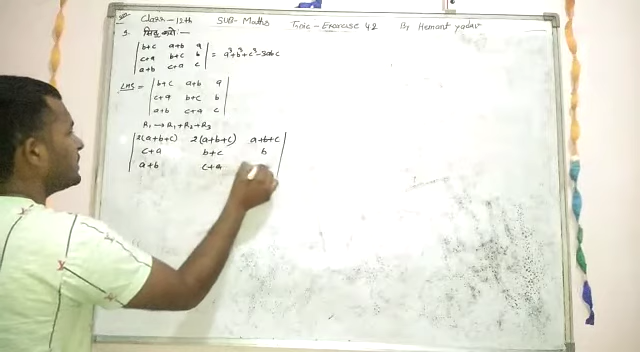 Class - 12th Sub - Maths Topic - Exercise 4.2 By Hemant yadav
1. सिद्ध करो :-
| b+c a+b a |
| c+a b+c b | = a³+b³+c³-3abc
| a+b c+a c |
LHS = | b+c a+b a |
| c+a b+c b |
| a+b c+a c |
R₁ → R₁+R₂+R₃
| 2(a+b+c) 2(a+b+c) a+b+c |
| c+a b+c b |
| a+b c+a